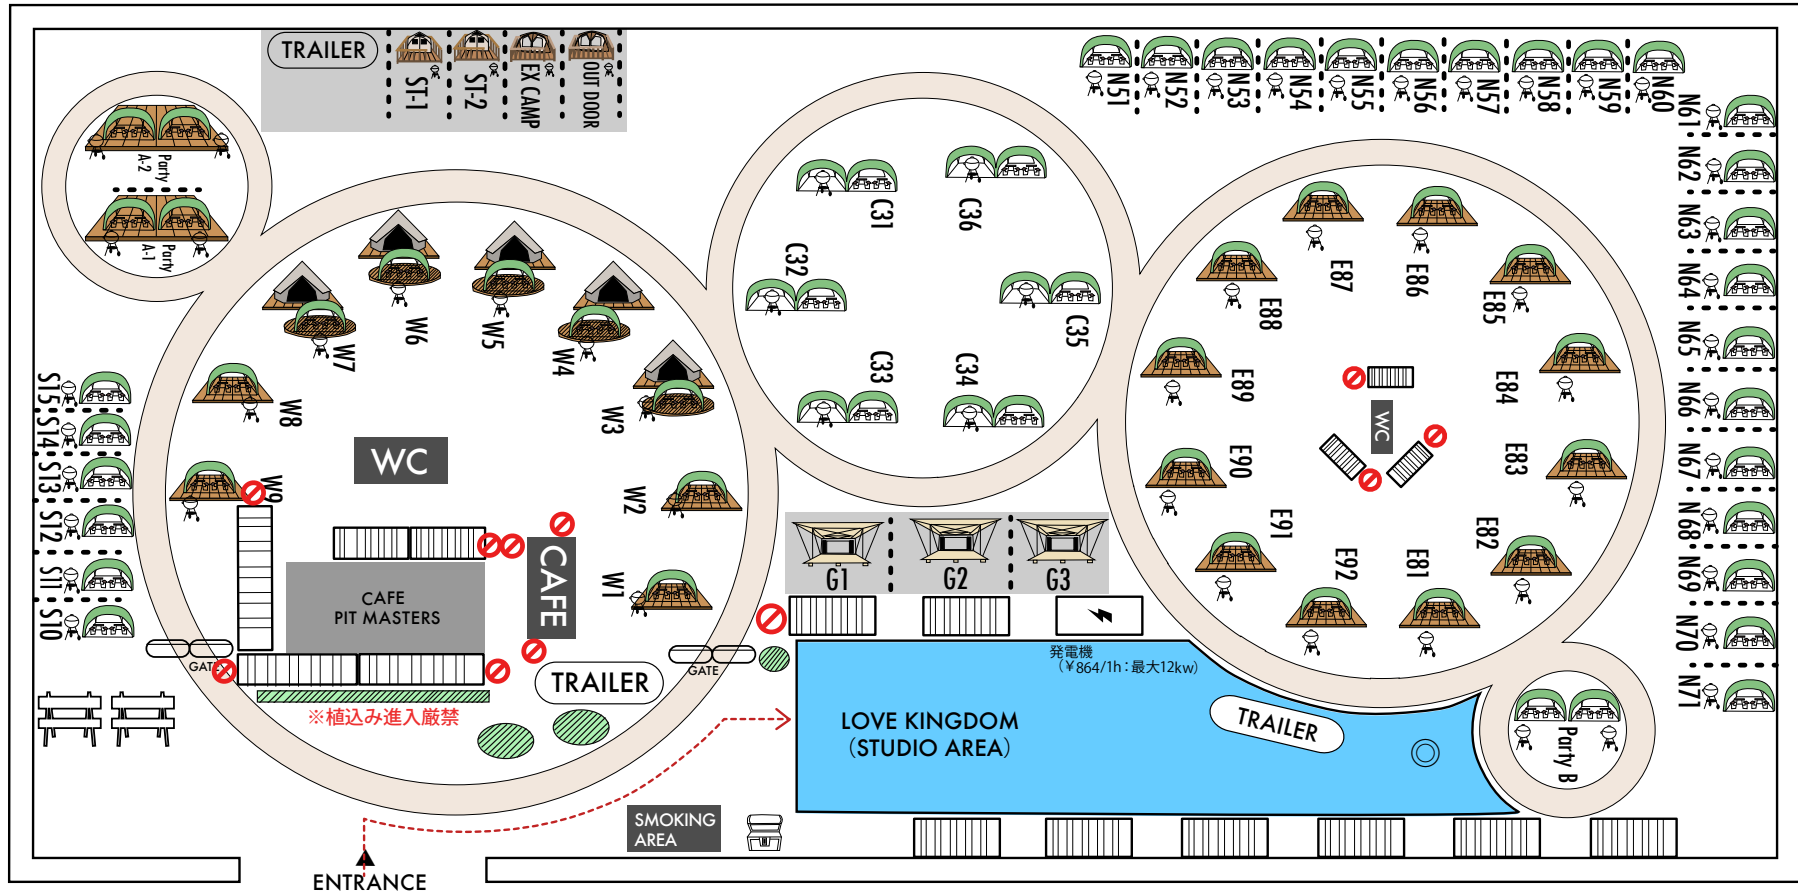 TRAILER
ST-1
ST-2
EX CAMP
OUT DOOR
N51
N52
N53
N54
N55
N56
N57
N58
N59
N60
N61
N62
N63
N64
N65
N66
N67
N68
N69
N70
N71
Party
A-2
Party
A-1
C31
C36
C32
C35
C33
C34
E87
E86
E88
E85
E89
E84
E90
E83
E91
E82
E92
E81
WC
W6
W5
W7
W4
W8
W3
W9
W2
W1
WC
S15
S14
S13
S12
S11
S10
CAFE
PIT MASTERS
CAFE
G1
G2
G3
GATE
GATE
TRAILER
※植込み進入厳禁
発電機
(¥864/1h:最大12kw)
LOVE KINGDOM
(STUDIO AREA)
TRAILER
Party B
SMOKING
AREA
ENTRANCE